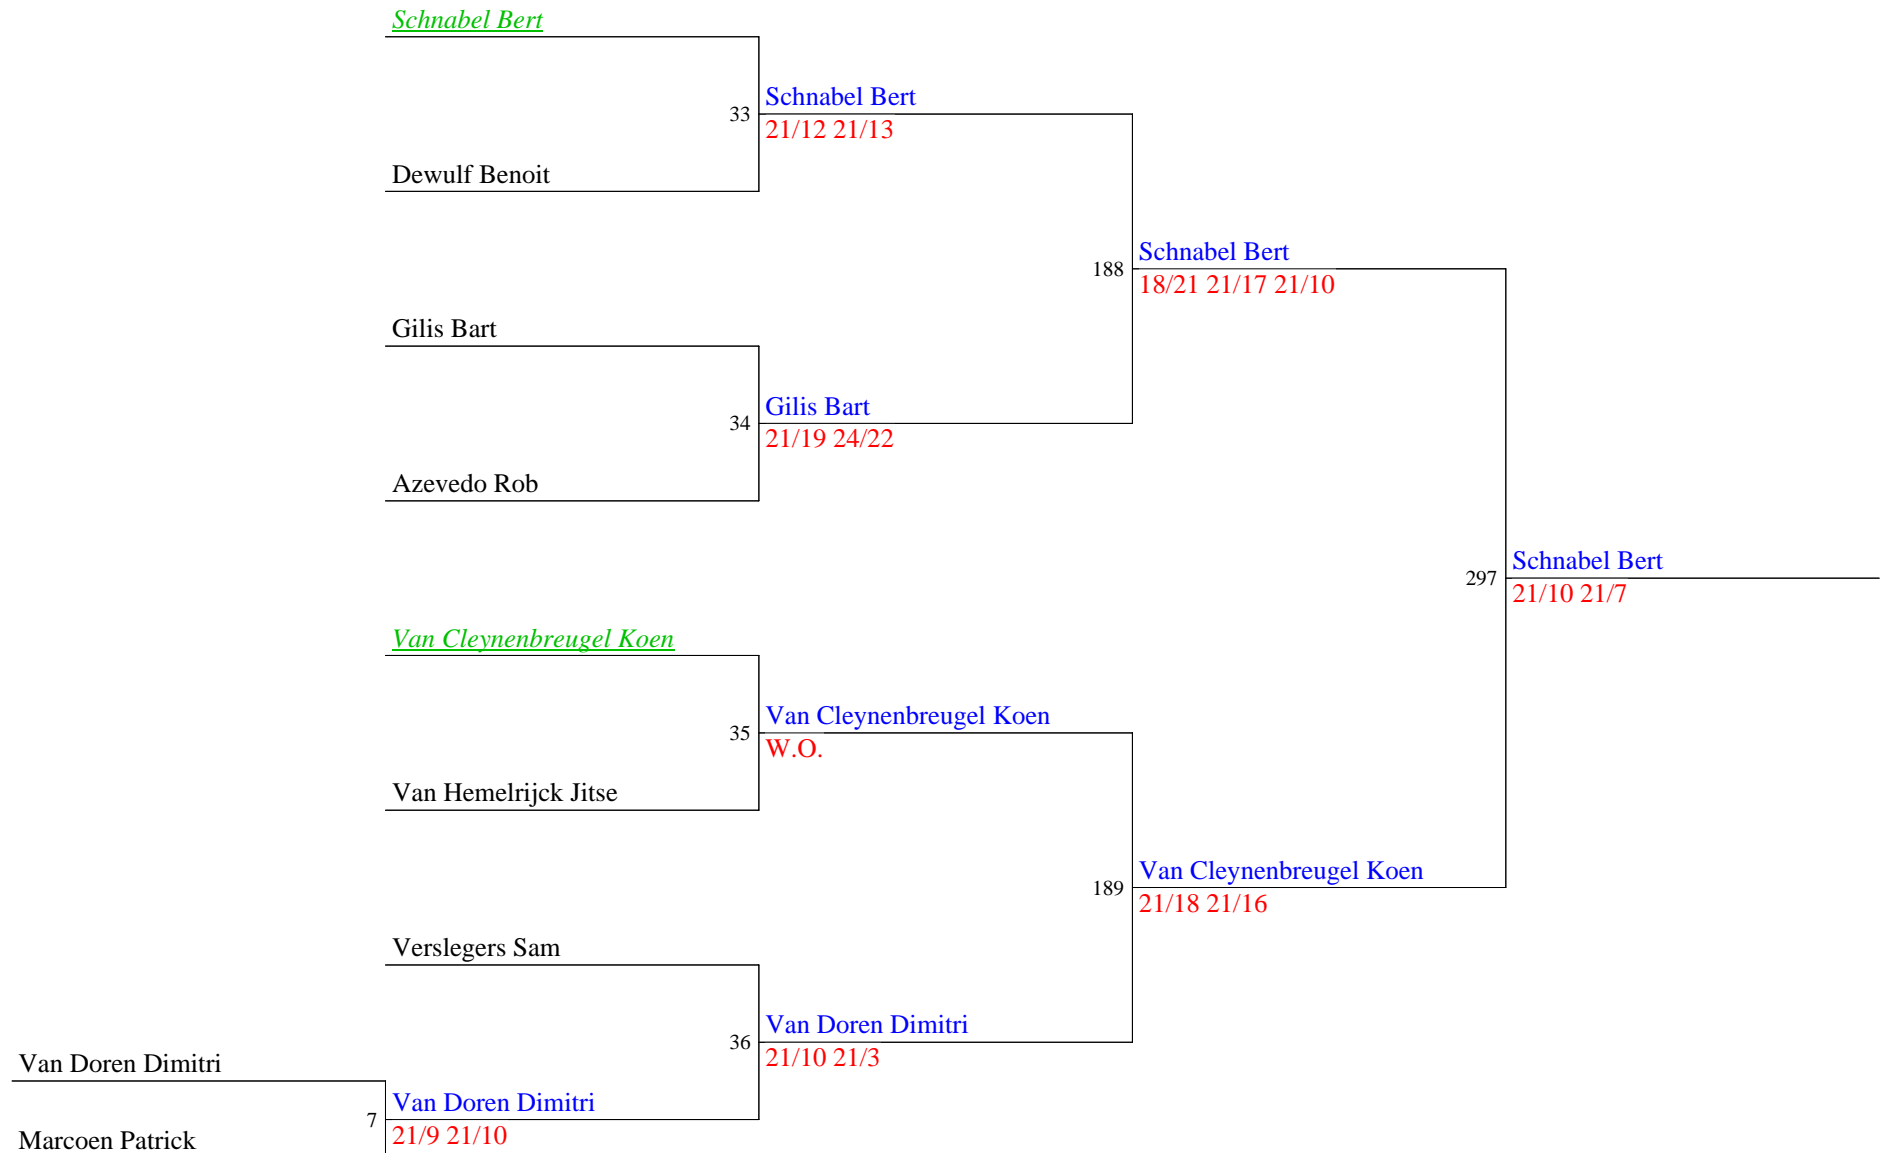 Schnabel Bert
33 Schnabel Bert
21/12 21/13
Dewulf Benoit
188 Schnabel Bert
18/21 21/17 21/10
Gilis Bart
34 Gilis Bart
21/19 24/22
Azevedo Rob
297 Schnabel Bert
21/10 21/7
Van Cleynenbreugel Koen
35 Van Cleynenbreugel Koen
W.O.
Van Hemelrijck Jitse
189 Van Cleynenbreugel Koen
21/18 21/16
Verslegers Sam
36 Van Doren Dimitri
21/10 21/3
Van Doren Dimitri
7 Van Doren Dimitri
21/9 21/10
Marcoen Patrick